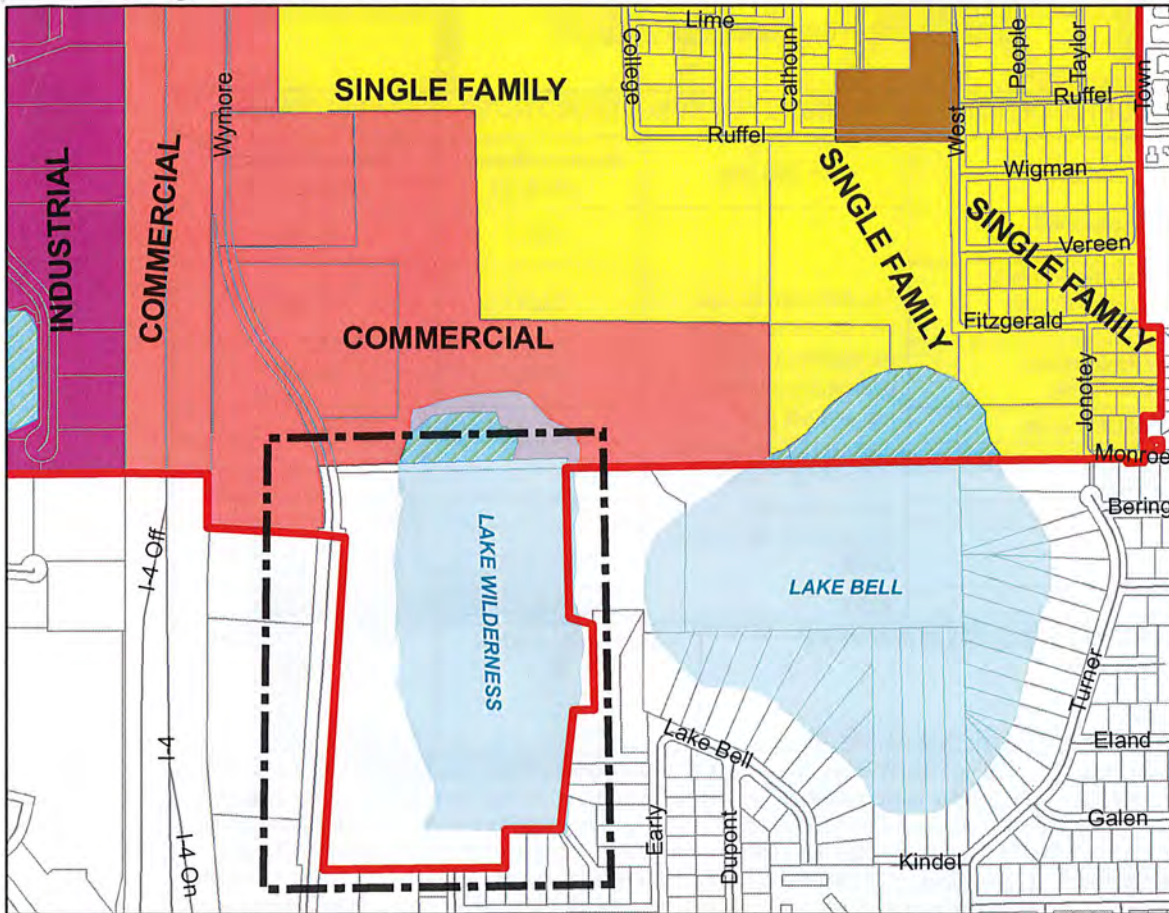 Lime
College
Calhoun
People
Taylor
Town
Wymore
SINGLE FAMILY
Ruffel
Ruffel
West
Wigman
INDUSTRIAL
COMMERCIAL
SINGLE FAMILY
SINGLE FAMILY
Vereen
COMMERCIAL
Fitzgerald
Jonotey
Monroe
Bering
I-4 Off
LAKE WILDERNESS
LAKE BELL
Turner
I-4
Lake Bell
Eland
Early
Dupont
Galen
I-4 On
Kindel